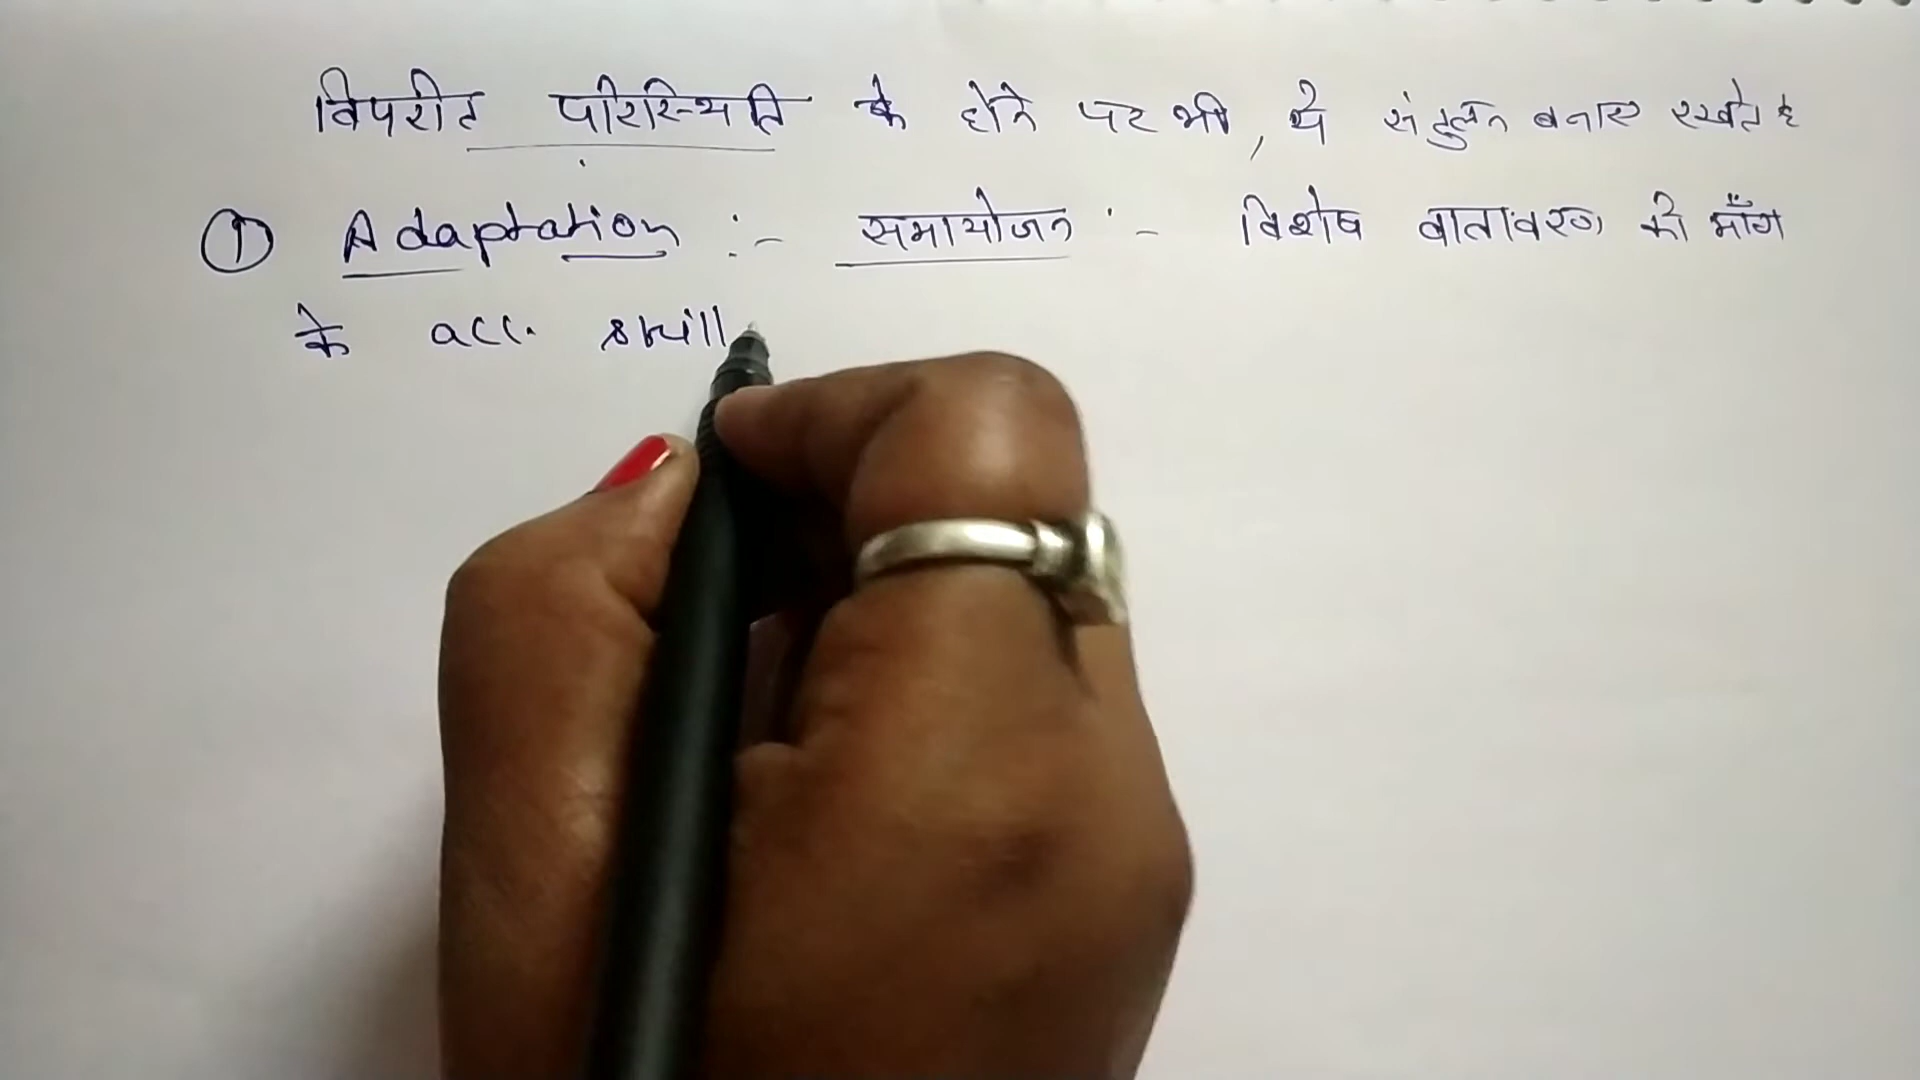 विपरीत परिस्थिति के होने पर भी, ये संतुलन बनाए रखते है
① Adaptation :- समायोजन :- विशेष वातावरण की माँग
के acc. skill